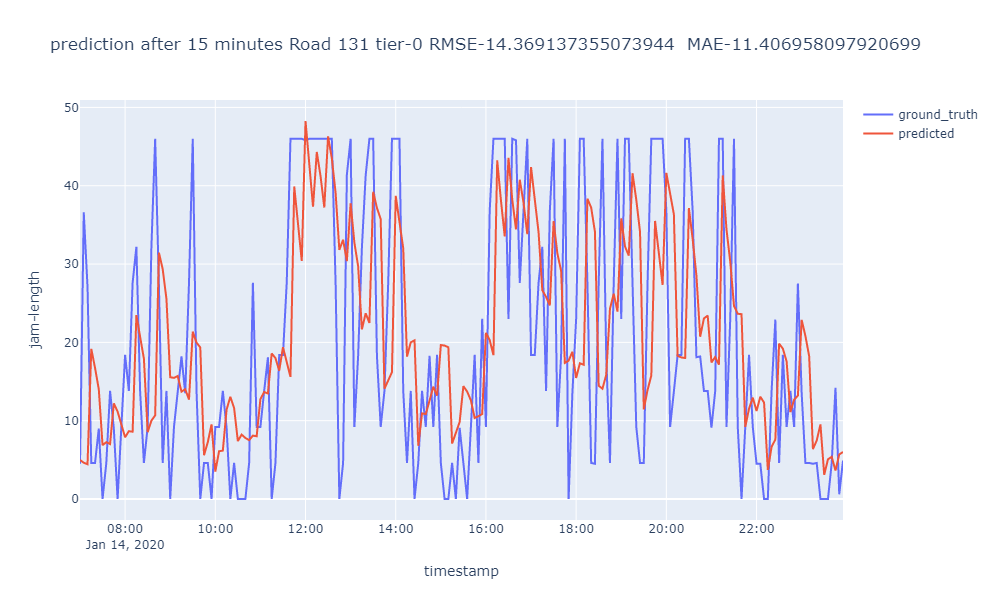 prediction after 15 minutes Road 131 tier-0 RMSE-14.369137355073944  MAE-11.406958097920699
ground_truth
predicted
50
40
30
20
10
0
jam-length
08:00 10:00 12:00 14:00 16:00 18:00 20:00 22:00
Jan 14, 2020
timestamp